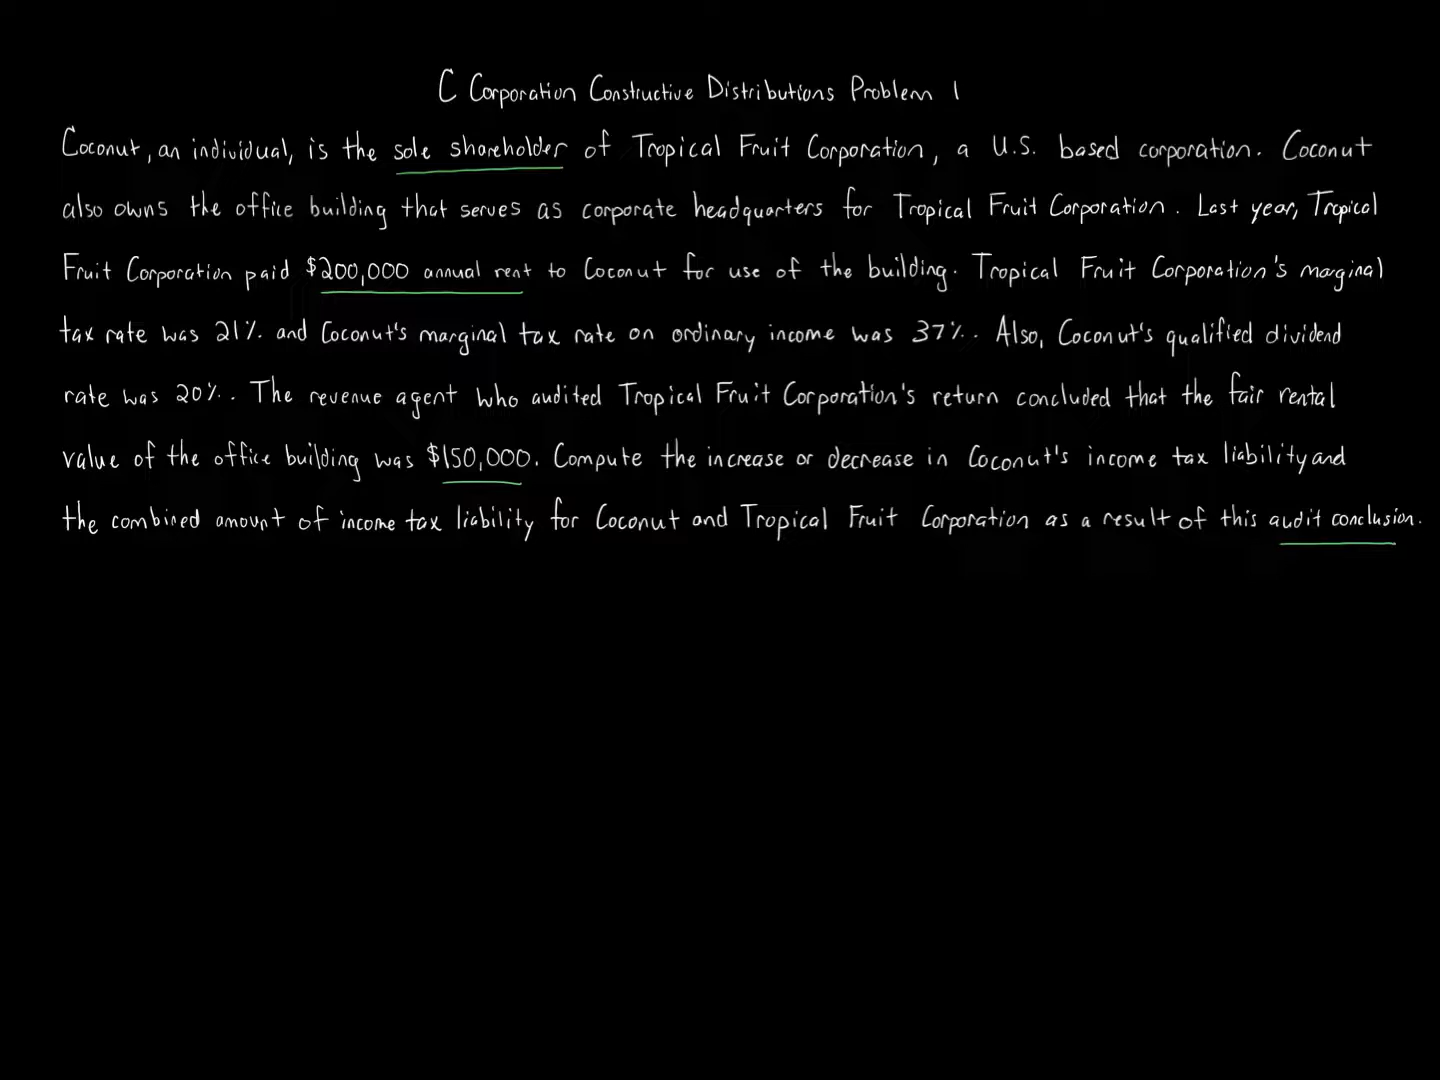 C Corporation Constructive Distributions Problem 1
Coconut, an individual, is the sole shareholder of Tropical Fruit Corporation, a U.S. based corporation. Coconut
also owns the office building that serves as corporate headquarters for Tropical Fruit Corporation. Last year, Tropical
Fruit Corporation paid $200,000 annual rent to Coconut for use of the building. Tropical Fruit Corporation's marginal
tax rate was 21% and Coconut's marginal tax rate on ordinary income was 37%. Also, Coconut's qualified dividend
rate was 20%. The revenue agent who audited Tropical Fruit Corporation's return concluded that the fair rental
value of the office building was $150,000. Compute the increase or decrease in Coconut's income tax liability and
the combined amount of income tax liability for Coconut and Tropical Fruit Corporation as a result of this audit conclusion.